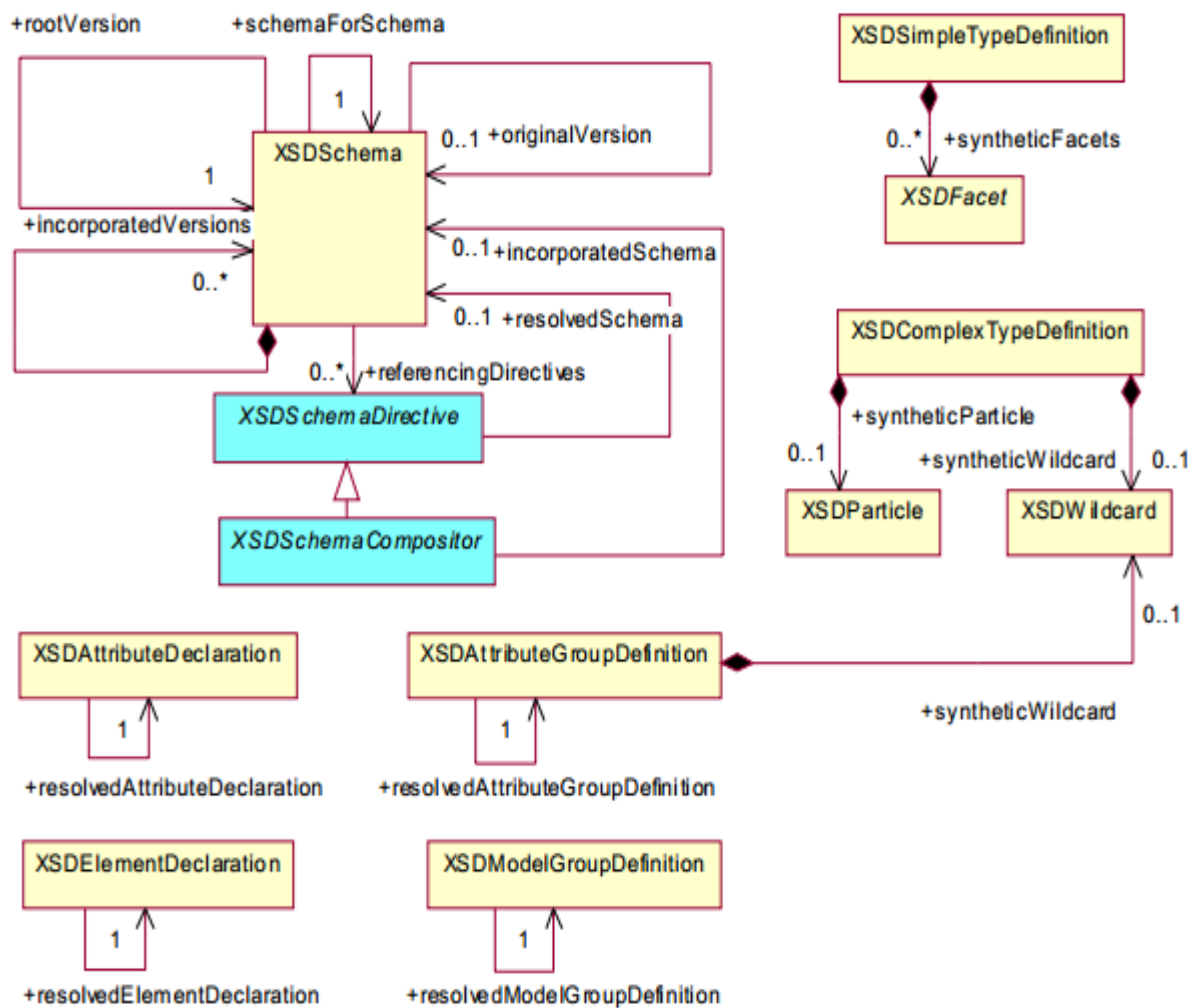 +rootVersion
+schemaForSchema
XSDSimpleTypeDefinition
1
0..1 +originalVersion
0..* +syntheticFacets
XSDSchema
1
XSDFacet
+incorporatedVersions
0..1 +incorporatedSchema
0..*
0..1 +resolvedSchema
XSDComplexTypeDefinition
0..* +referencingDirectives
XSDSchemaDirective
+syntheticParticle
0..1
+syntheticWildcard
0..1
XSDParticle
XSDWildcard
XSDSchemaCompositor
0..1
XSDAttributeDeclaration
XSDAttributeGroupDefinition
+syntheticWildcard
1
1
+resolvedAttributeDeclaration
+resolvedAttributeGroupDefinition
XSDElementDeclaration
XSDModelGroupDefinition
1
1
+resolvedElementDeclaration
+resolvedModelGroupDefinition